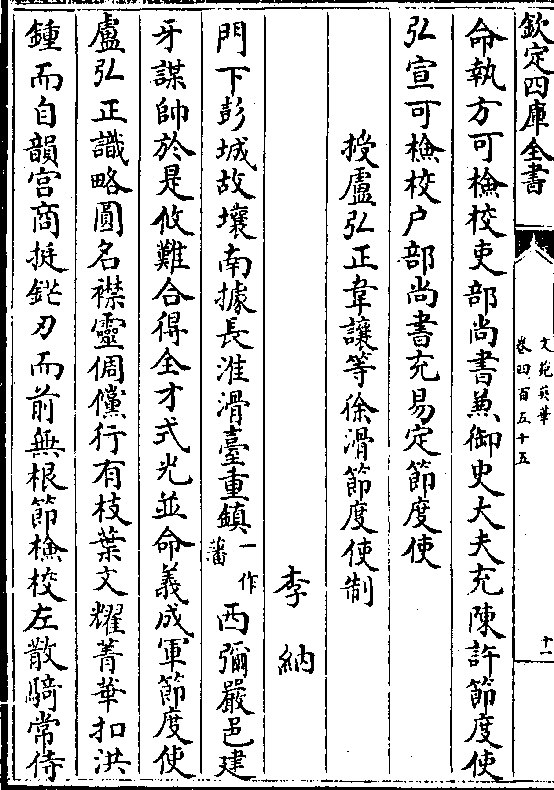 欽定四庫全書
文苑英華
卷四百五十五
十一
命執方可檢校吏部尚書兼御史大夫充陳許節度使
弘宣可檢校户部尚書充易定節度使
授盧弘正韋讓等徐滑節度使制
李納
門下彭城故壤南據長淮滑臺重鎮一作藩西彌嚴邑建
牙謀帥於是攸難合得全才式光並命義成軍節度使
盧弘正識略圓名襟靈倜儻行有枝葉文耀菁華扣洪
鍾而自韻宫商挺鋩刃而前無根節檢校左散騎常侍